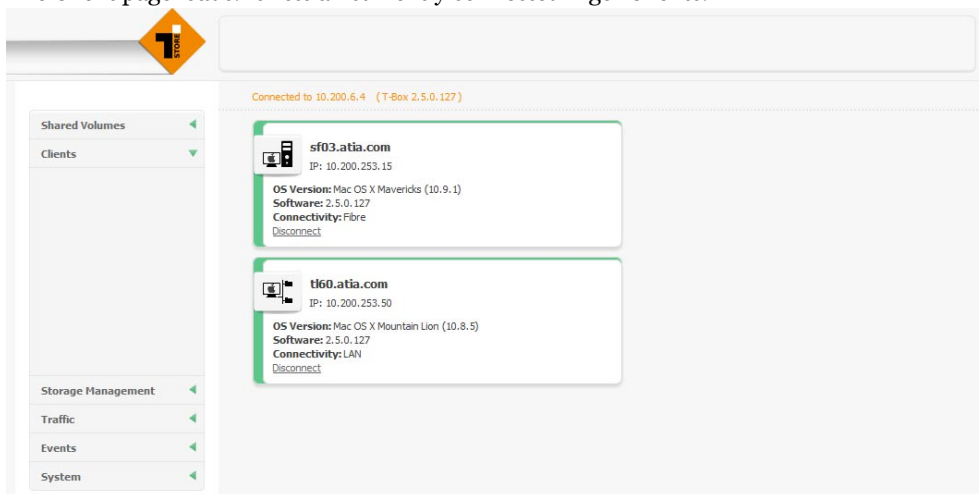 currently connected
STORE
Connected to 10.200.6.4 (T-Box 2.5.0.127)
Shared Volumes
Clients
sf03.atia.com
IP: 10.200.253.15
OS Version: Mac OS X Mavericks (10.9.1)
Software: 2.5.0.127
Connectivity: Fibre
Disconnect
tl60.atia.com
IP: 10.200.253.50
OS Version: Mac OS X Mountain Lion (10.8.5)
Software: 2.5.0.127
Connectivity: LAN
Disconnect
Storage Management
Traffic
Events
System